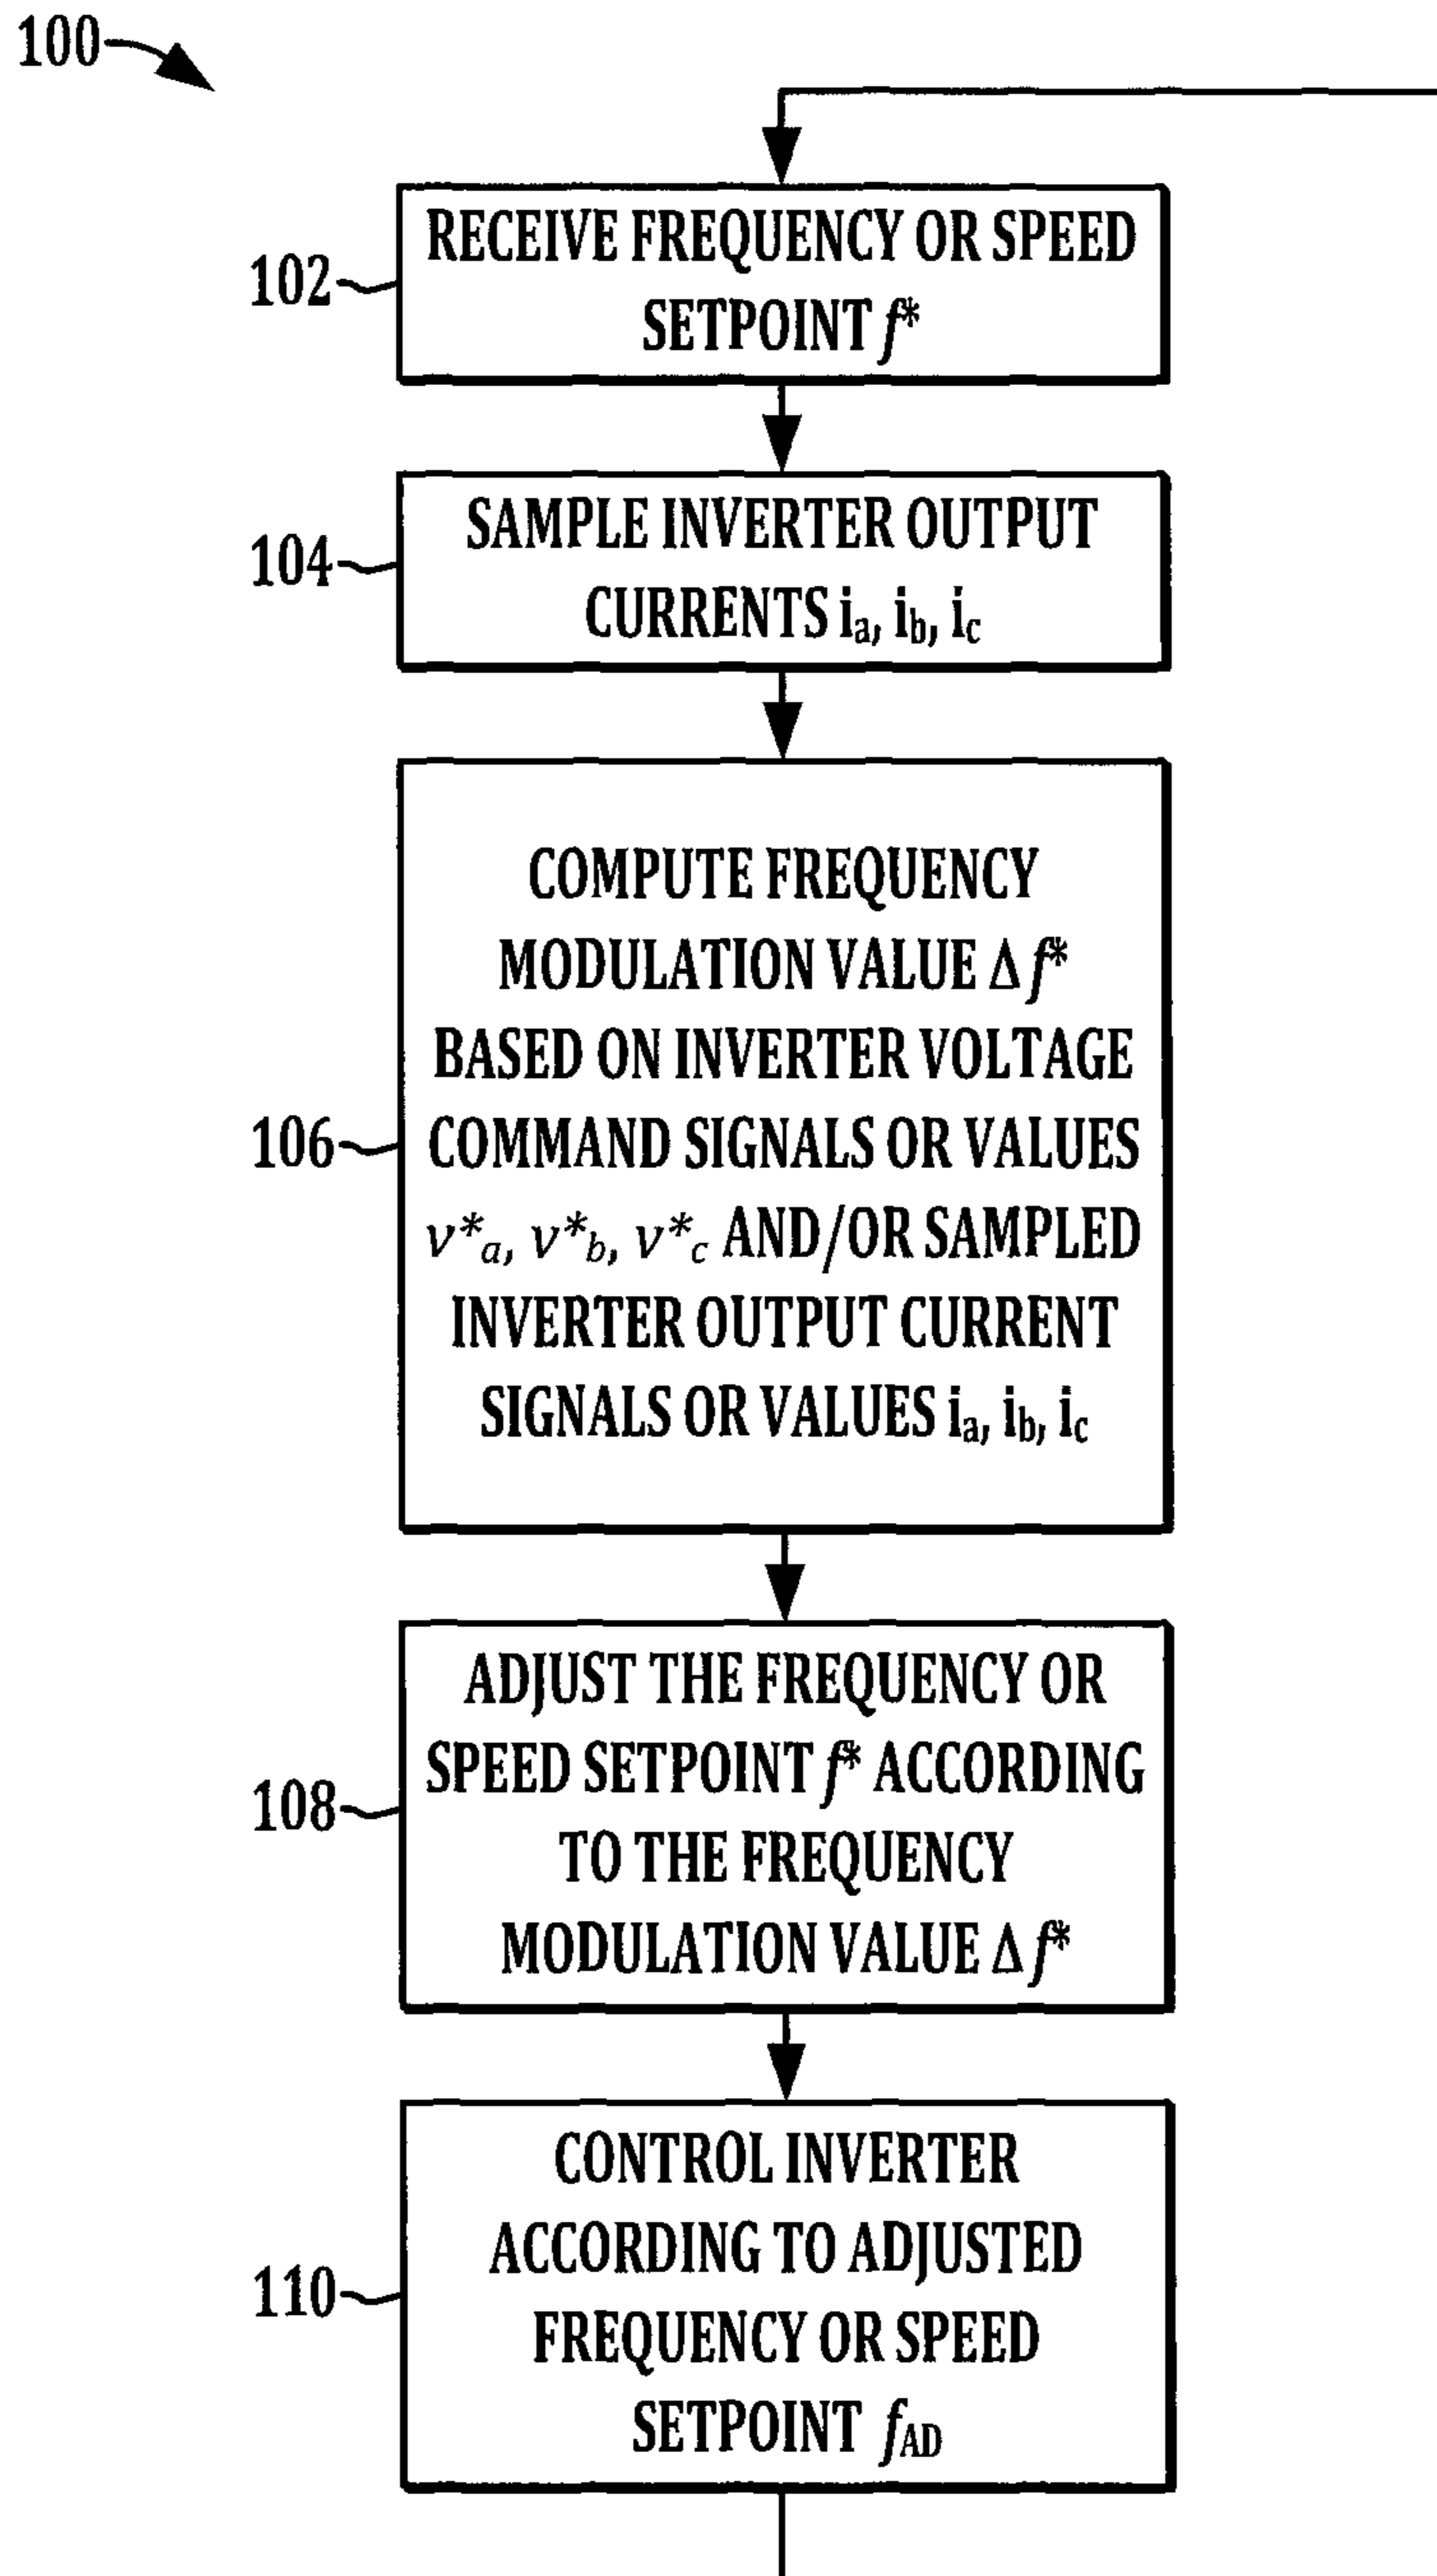 100
102
RECEIVE FREQUENCY OR SPEED
SETPOINT f*
104
SAMPLE INVERTER OUTPUT
CURRENTS ia, ib, ic
106
COMPUTE FREQUENCY
MODULATION VALUE Δ f*
BASED ON INVERTER VOLTAGE
COMMAND SIGNALS OR VALUES
v*a, v*b, v*c AND/OR SAMPLED
INVERTER OUTPUT CURRENT
SIGNALS OR VALUES ia, ib, ic
108
ADJUST THE FREQUENCY OR
SPEED SETPOINT f* ACCORDING
TO THE FREQUENCY
MODULATION VALUE Δ f*
110
CONTROL INVERTER
ACCORDING TO ADJUSTED
FREQUENCY OR SPEED
SETPOINT fAD